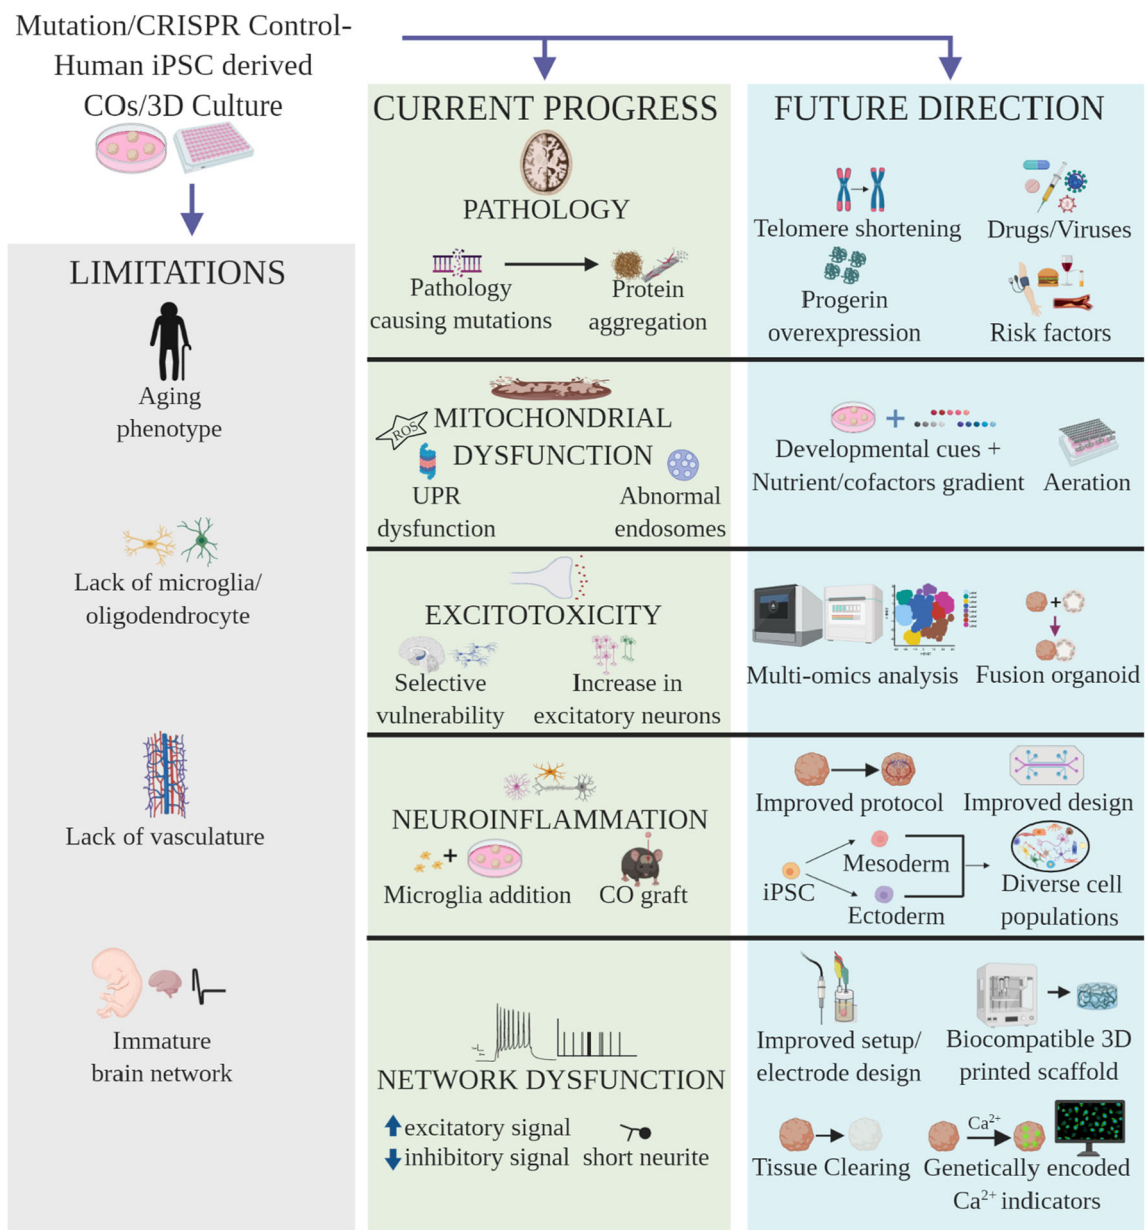 Mutation/CRISPR Control-
Human iPSC derived
COs/3D Culture
LIMITATIONS
Aging
phenotype
Lack of microglia/
oligodendrocyte
Lack of vasculature
Immature
brain network
CURRENT PROGRESS
PATHOLOGY
Pathology
causing mutations
Protein
aggregation
ROS
MITOCHONDRIAL
DYSFUNCTION
UPR
dysfunction
Abnormal
endosomes
EXCITOTOXICITY
Selective
vulnerability
Increase in
excitatory neurons
NEUROINFLAMMATION
+
Microglia addition
CO graft
NETWORK DYSFUNCTION
excitatory signal
inhibitory signal
short neurite
FUTURE DIRECTION
Telomere shortening
Drugs/Viruses
Progerin
overexpression
Risk factors
+
Developmental cues +
Nutrient/cofactors gradient
Aeration
Multi-omics analysis
+
Fusion organoid
Improved protocol
Improved design
iPSC
Mesoderm
Ectoderm
Diverse cell
populations
Improved setup/
electrode design
Biocompatible 3D
printed scaffold
Tissue Clearing
Ca²⁺
Genetically encoded
Ca²⁺ indicators